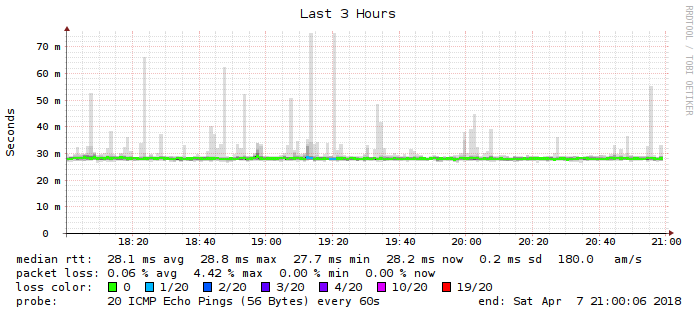 Last 3 Hours
RRDTOOL / TOBI OETIKER
Seconds
70 m
60 m
50 m
40 m
30 m
20 m
10 m
0
18:20 18:40 19:00 19:20 19:40 20:00 20:20 20:40 21:00
median rtt: 28.1 ms avg 28.8 ms max 27.7 ms min 28.2 ms now 0.2 ms sd 180.0 am/s
packet loss: 0.06 % avg 4.42 % max 0.00 % min 0.00 % now
loss color: 0 1/20 2/20 3/20 4/20 10/20 19/20
probe: 20 ICMP Echo Pings (56 Bytes) every 60s end: Sat Apr 7 21:00:06 2018